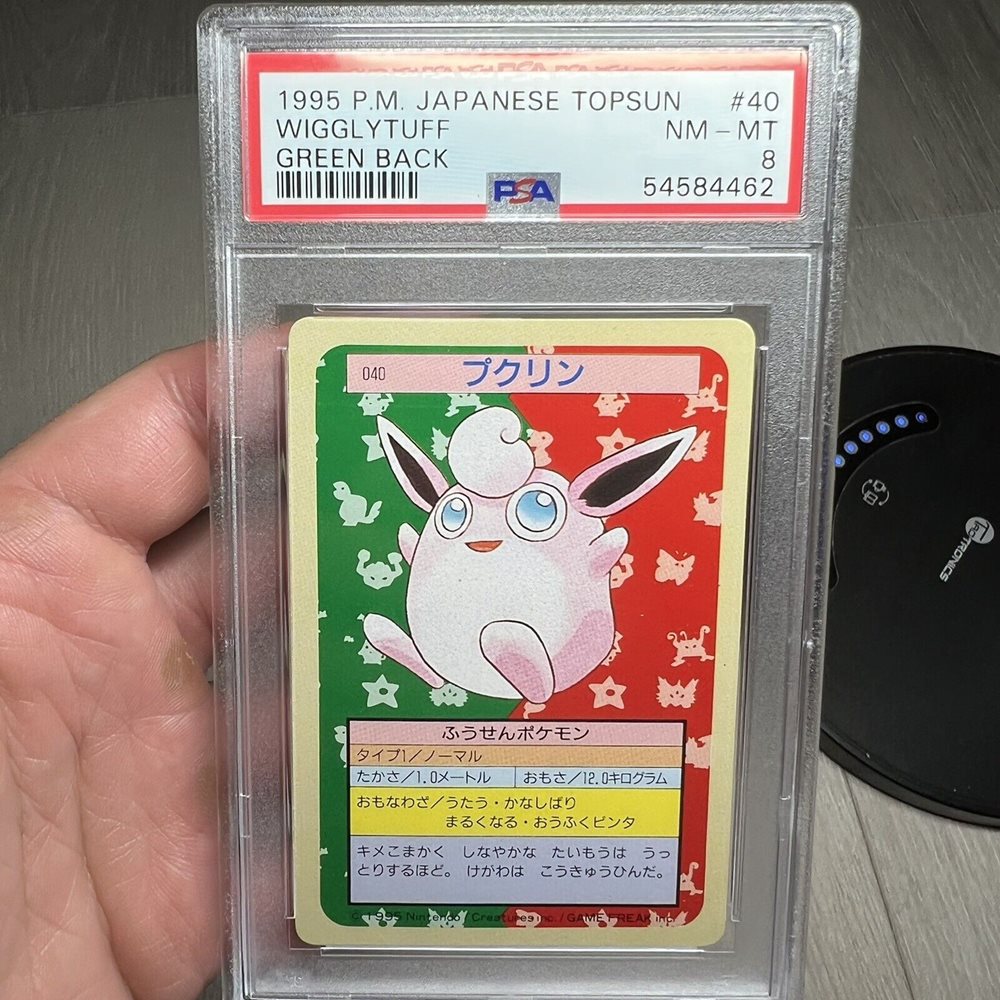 1995 P.M. JAPANESE TOPSUN #40
WIGGLYTUFF NM – MT
GREEN BACK 8
PSA 54584462
040 プクリン
ふうせんポケモン
タイプ1/ノーマル
たかさ/1.0メートル おもさ/12.0キログラム
おもなわざ/うたう・かなしばり
まるくなる・おうふくビンタ
キメこまかく しなやかな たいもうは うっ
とりするほど。 けがわは こうきゅうひんだ。
© 1995 Nintendo / Creatures inc. / GAME FREAK inc.
TAOTRONICS